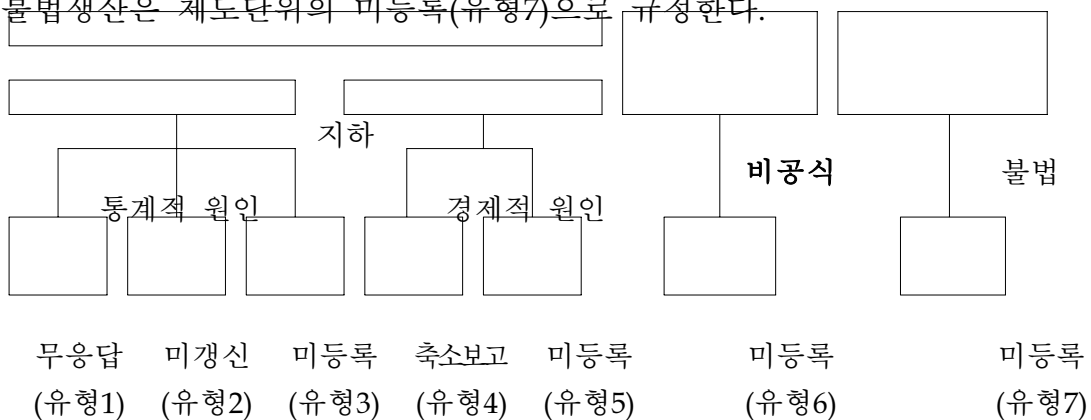 불법생산은 제도단위의 미등록(유형7)으로 규정한다.
지하
비공식 불법
통계적 원인 경제적 원인
무응답 미갱신 미등록 축소보고 미등록 미등록 미등록
(유형1) (유형2) (유형3) (유형4) (유형5) (유형6) (유형7)